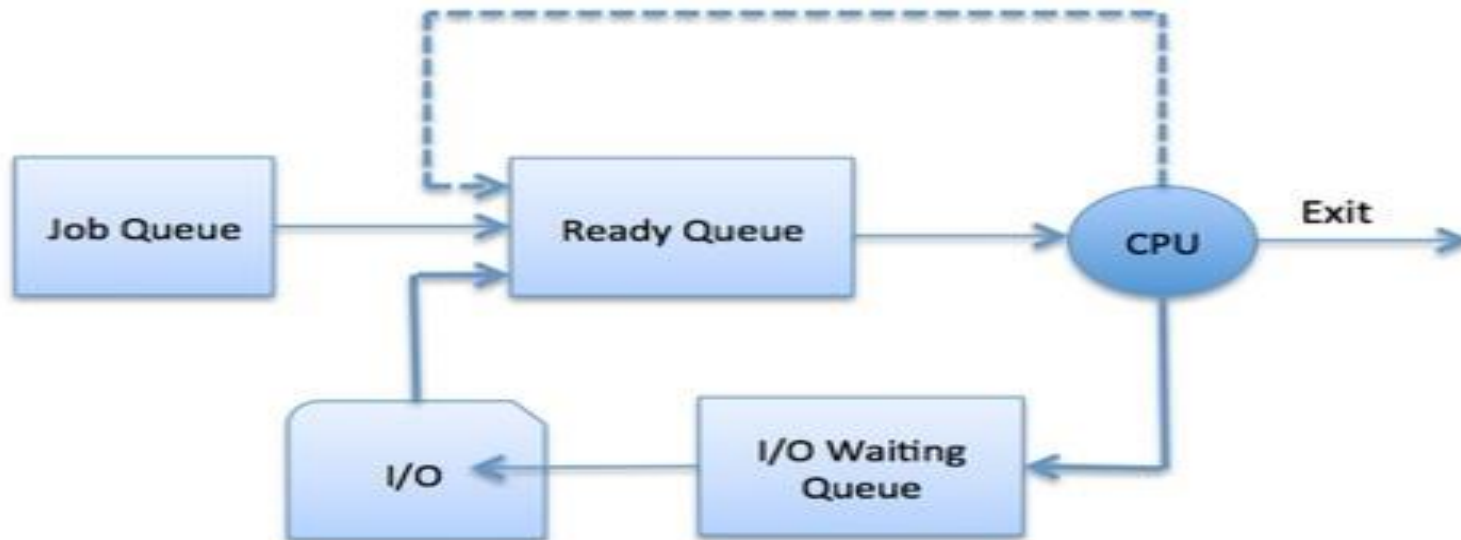 Job Queue
Ready Queue
CPU
Exit
I/O
I/O Waiting
Queue